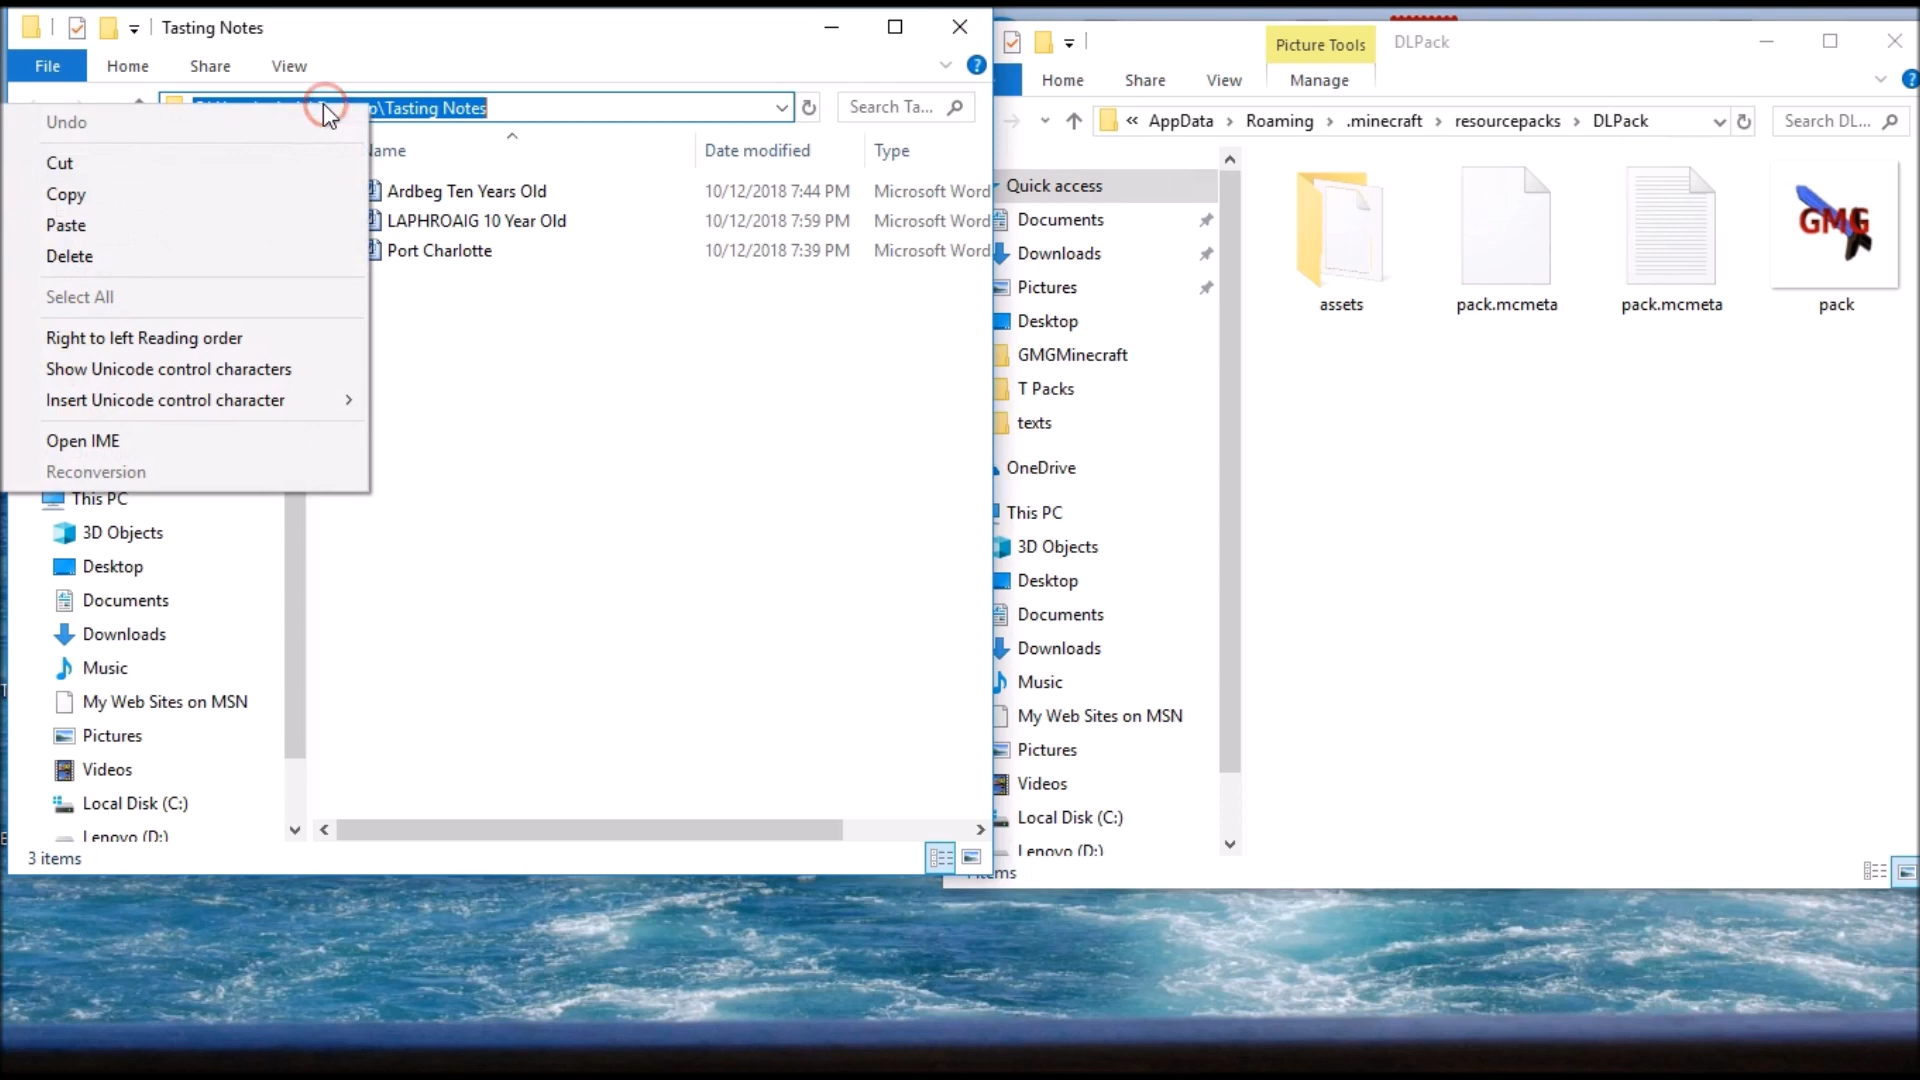 Tasting Notes
File Home Share View
\Tasting Notes
Search Ta...
Undo
Cut
Copy
Paste
Delete
Select All
Right to left Reading order
Show Unicode control characters
Insert Unicode control character
Open IME
Reconversion
Name Date modified Type
Ardbeg Ten Years Old 10/12/2018 7:44 PM Microsoft Word
LAPHROAIG 10 Year Old 10/12/2018 7:59 PM Microsoft Word
Port Charlotte 10/12/2018 7:39 PM Microsoft Word
This PC
3D Objects
Desktop
Documents
Downloads
Music
My Web Sites on MSN
Pictures
Videos
Local Disk (C:)
Lenovo (D:)
3 items
Picture Tools DLPack
Home Share View Manage
« AppData Roaming .minecraft resourcepacks DLPack
Search DL...
Quick access
Documents
Downloads
Pictures
Desktop
GMGMinecraft
T Packs
texts
OneDrive
This PC
3D Objects
Desktop
Documents
Downloads
Music
My Web Sites on MSN
Pictures
Videos
Local Disk (C:)
Lenovo (D:)
items
GMG
assets pack.mcmeta pack.mcmeta pack